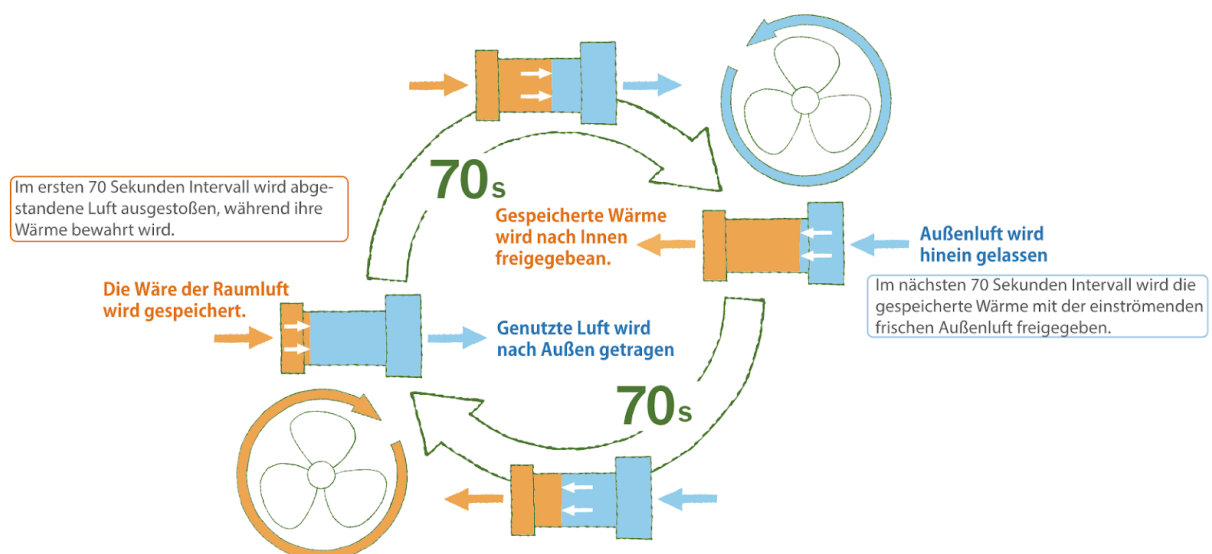 70s
Im ersten 70 Sekunden Intervall wird abge-
standene Luft ausgestoßen, während ihre
Wärme bewahrt wird.
Gespeicherte Wärme
wird nach Innen
freigegebean.
Außenluft wird
hinein gelassen
Im nächsten 70 Sekunden Intervall wird die
gespeicherte Wärme mit der einströmenden
frischen Außenluft freigegeben.
Die Wäre der Raumluft
wird gespeichert.
Genutzte Luft wird
nach Außen getragen
70s